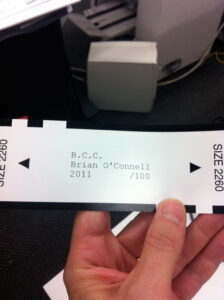 SIZE 2260
B.C.C.
Brian O'Connell
2011 /100
SIZE 2260